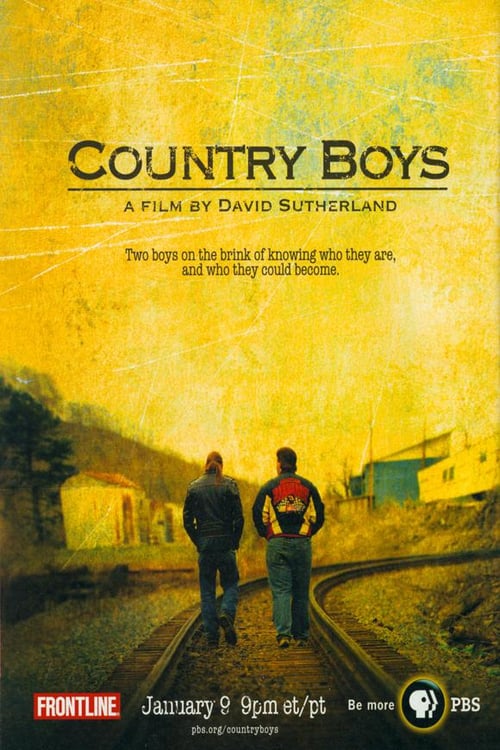 COUNTRY BOYS
A FILM BY DAVID SUTHERLAND
Two boys on the brink of knowing who they are,
and who they could become.
FRONTLINE
January 9 9pm et/pt
Be more PBS
pbs.org/countryboys